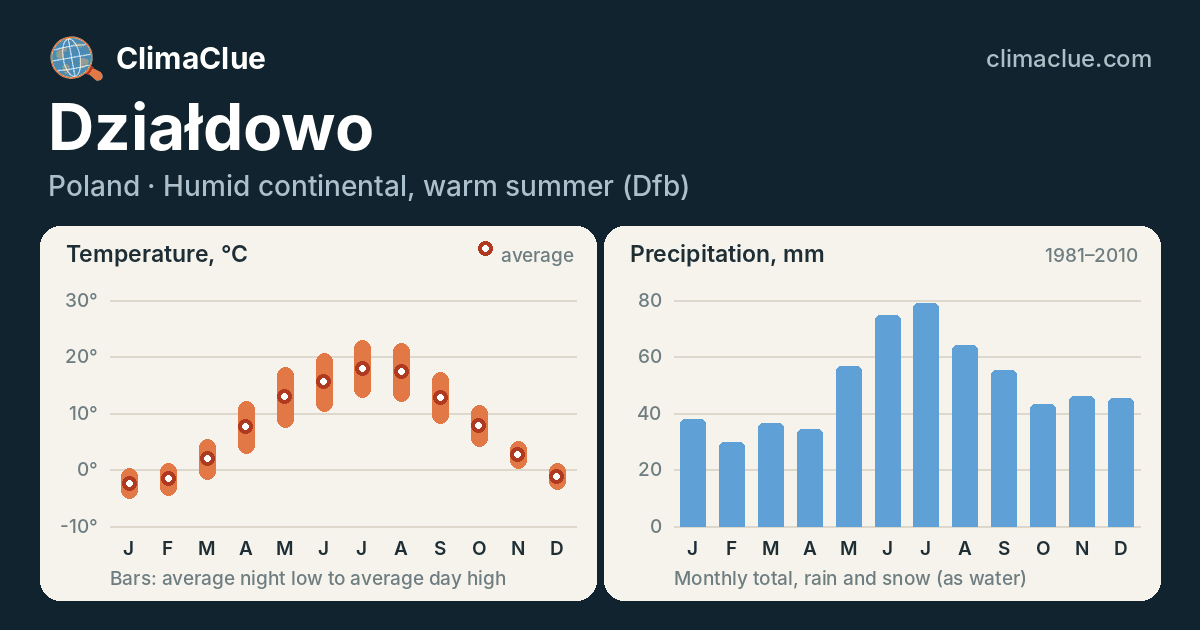 ClimaClue
climaclue.com
Działdowo
Poland · Humid continental, warm summer (Dfb)
Temperature, °C
average
30°
20°
10°
0°
-10°
J F M A M J J A S O N D
Bars: average night low to average day high
Precipitation, mm
1981–2010
80
60
40
20
0
J F M A M J J A S O N D
Monthly total, rain and snow (as water)